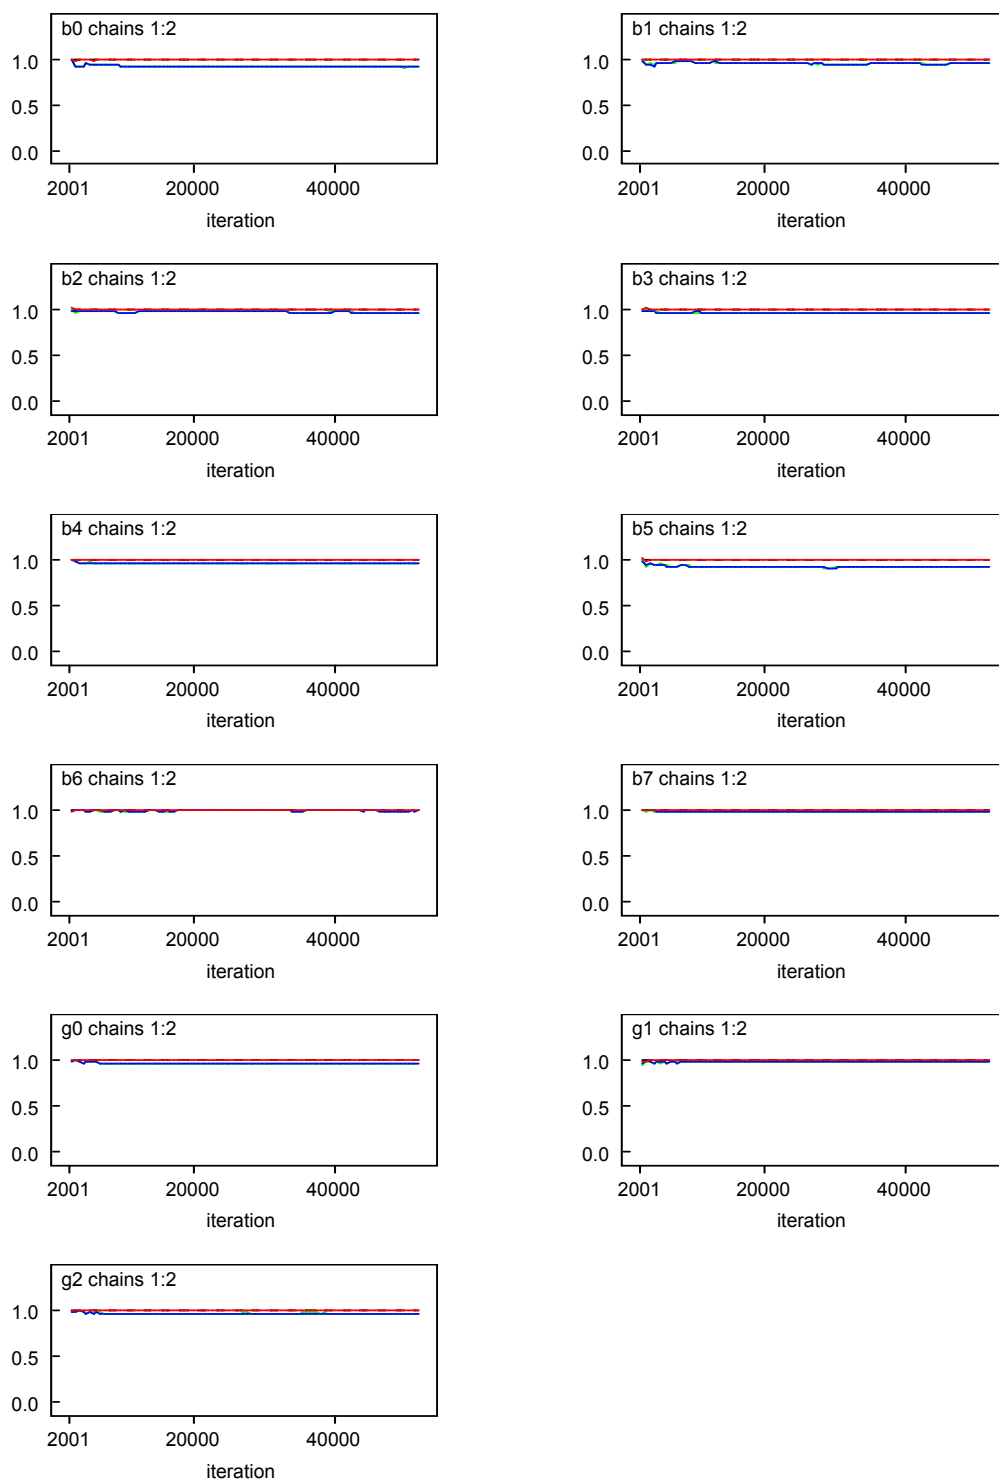 b0 chains 1:2
1.0
0.5
0.0
2001 20000 40000
iteration
b1 chains 1:2
1.0
0.5
0.0
2001 20000 40000
iteration
b2 chains 1:2
1.0
0.5
0.0
2001 20000 40000
iteration
b3 chains 1:2
1.0
0.5
0.0
2001 20000 40000
iteration
b4 chains 1:2
1.0
0.5
0.0
2001 20000 40000
iteration
b5 chains 1:2
1.0
0.5
0.0
2001 20000 40000
iteration
b6 chains 1:2
1.0
0.5
0.0
2001 20000 40000
iteration
b7 chains 1:2
1.0
0.5
0.0
2001 20000 40000
iteration
g0 chains 1:2
1.0
0.5
0.0
2001 20000 40000
iteration
g1 chains 1:2
1.0
0.5
0.0
2001 20000 40000
iteration
g2 chains 1:2
1.0
0.5
0.0
2001 20000 40000
iteration